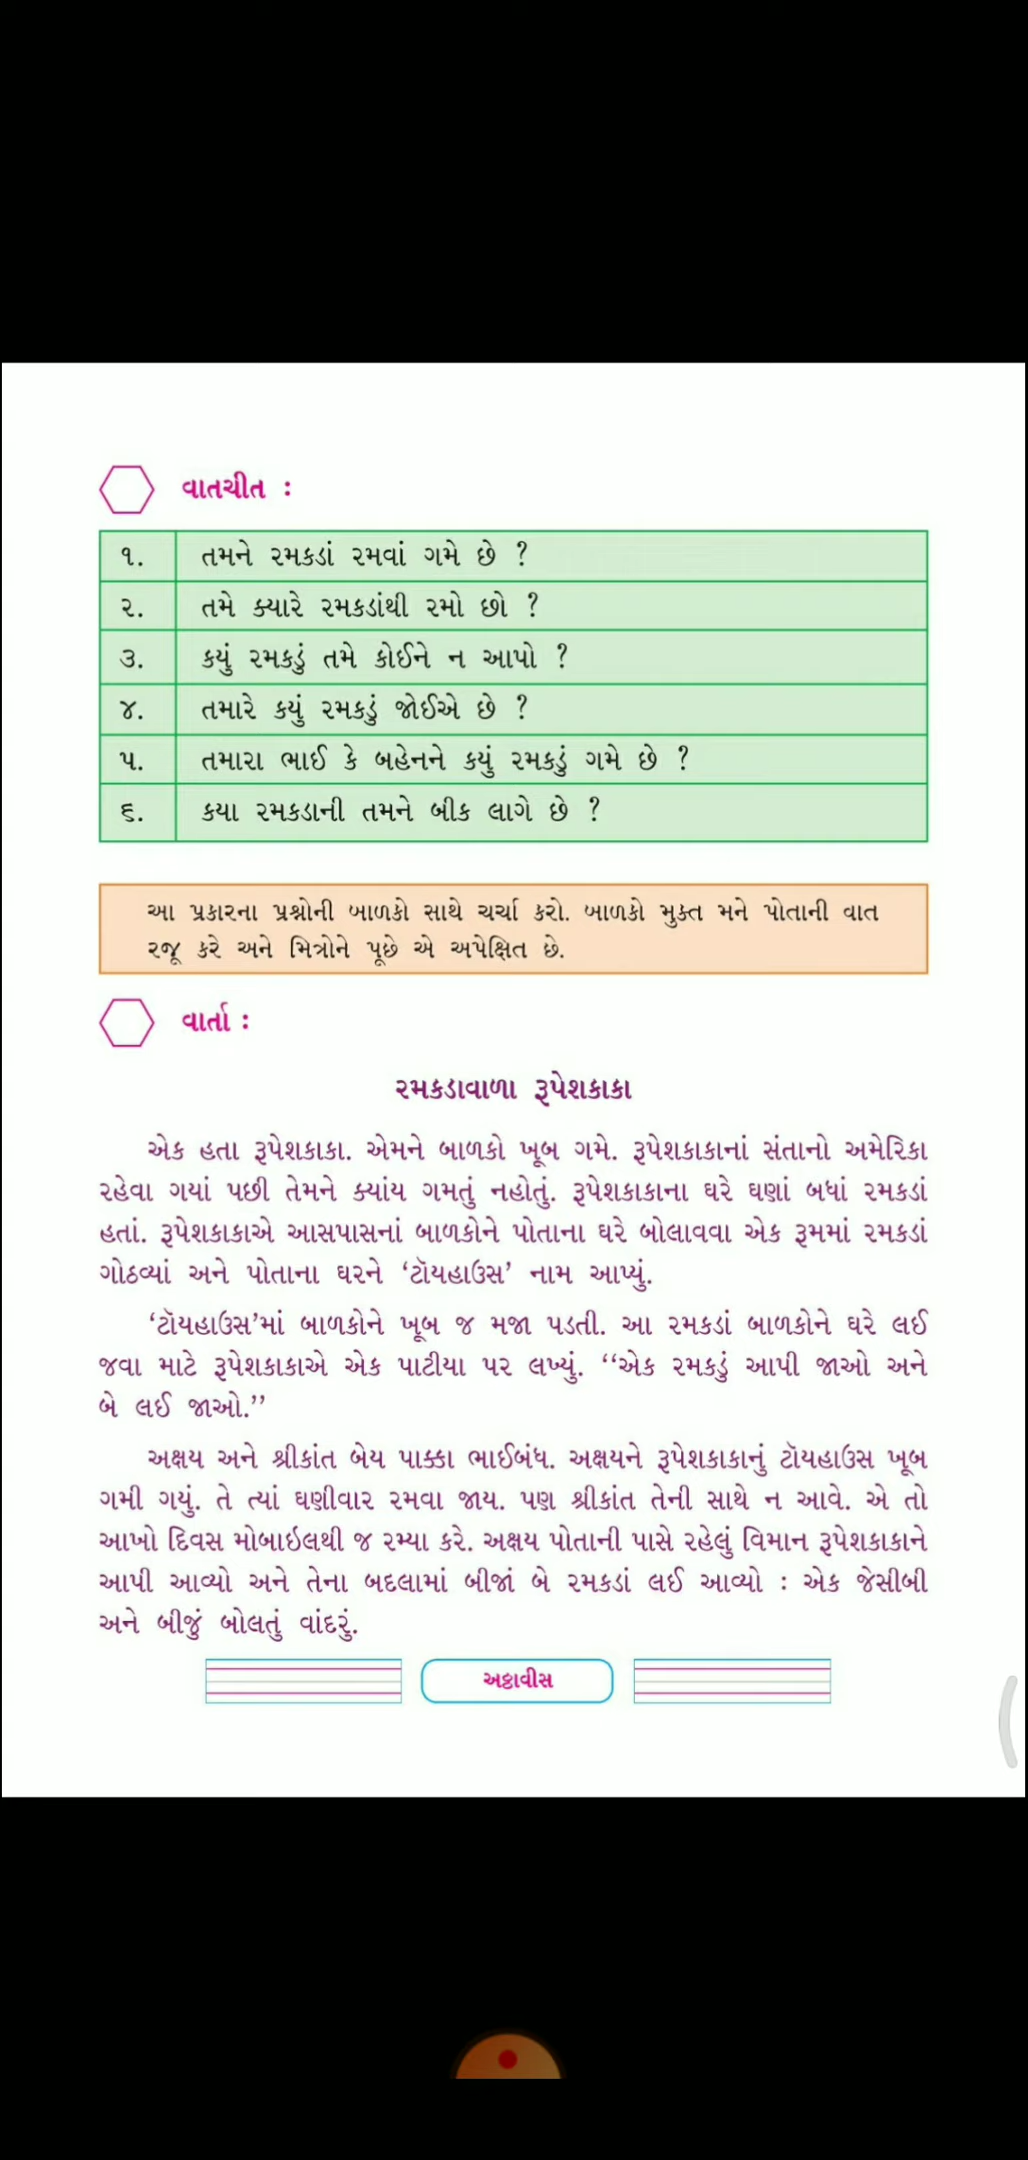 વાતચીત :
૧. તમને રમકડાં રમવાં ગમે છે ?
૨. તમે ક્યારે રમકડાંથી રમો છો ?
૩. કયું રમકડું તમે કોઈને ન આપો ?
૪. તમારે કયું રમકડું જોઈએ છે ?
૫. તમારા ભાઈ કે બહેનને કયું રમકડું ગમે છે ?
૬. કયા રમકડાની તમને બીક લાગે છે ?
આ પ્રકારના પ્રશ્નોની બાળકો સાથે ચર્ચા કરો. બાળકો મુક્ત મને પોતાની વાત
રજૂ કરે અને મિત્રોને પૂછે એ અપેક્ષિત છે.
વાર્તા :
રમકડાવાળા રૂપેશકાકા
એક હતા રૂપેશકાકા. એમને બાળકો ખૂબ ગમે. રૂપેશકાકાનાં સંતાનો અમેરિકા
રહેવા ગયાં પછી તેમને ક્યાંય ગમતું નહોતું. રૂપેશકાકાના ઘરે ઘણાં બધાં રમકડાં
હતાં. રૂપેશકાકાએ આસપાસનાં બાળકોને પોતાના ઘરે બોલાવવા એક રૂમમાં રમકડાં
ગોઠવ્યાં અને પોતાના ઘરને ‘ટૉયહાઉસ’ નામ આપ્યું.
‘ટૉયહાઉસ’માં બાળકોને ખૂબ જ મજા પડતી. આ રમકડાં બાળકોને ઘરે લઈ
જવા માટે રૂપેશકાકાએ એક પાટીયા પર લખ્યું. ‘‘એક રમકડું આપી જાઓ અને
બે લઈ જાઓ.’’
અક્ષય અને શ્રીકાંત બેય પાક્કા ભાઈબંધ. અક્ષયને રૂપેશકાકાનું ટૉયહાઉસ ખૂબ
ગમી ગયું. તે ત્યાં ઘણીવાર રમવા જાય. પણ શ્રીકાંત તેની સાથે ન આવે. એ તો
આખો દિવસ મોબાઇલથી જ રમ્યા કરે. અક્ષય પોતાની પાસે રહેલું વિમાન રૂપેશકાકાને
આપી આવ્યો અને તેના બદલામાં બીજાં બે રમકડાં લઈ આવ્યો : એક જેસીબી
અને બીજું બોલતું વાંદરું.
અઠ્ઠાવીસ